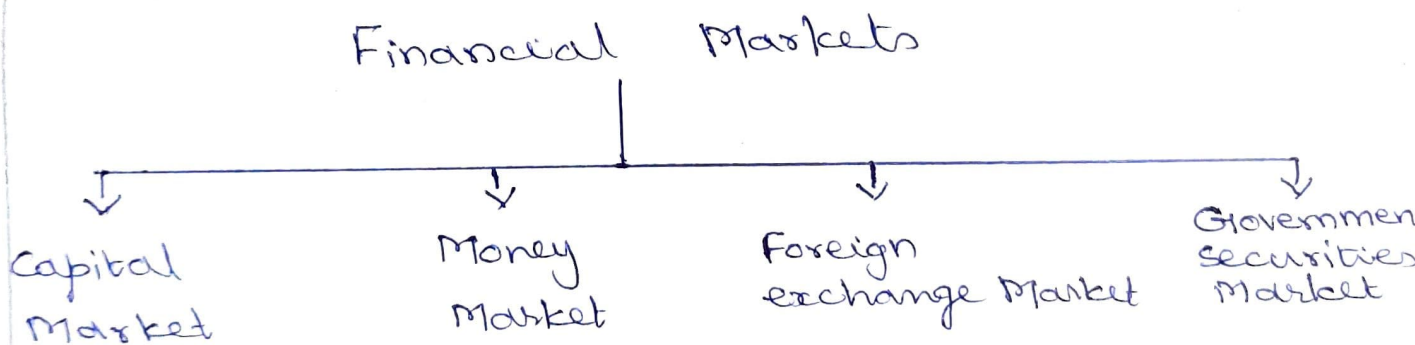 Financial Markets
Capital
Market
Money
Market
Foreign
exchange Market
Governmen
securities
Market